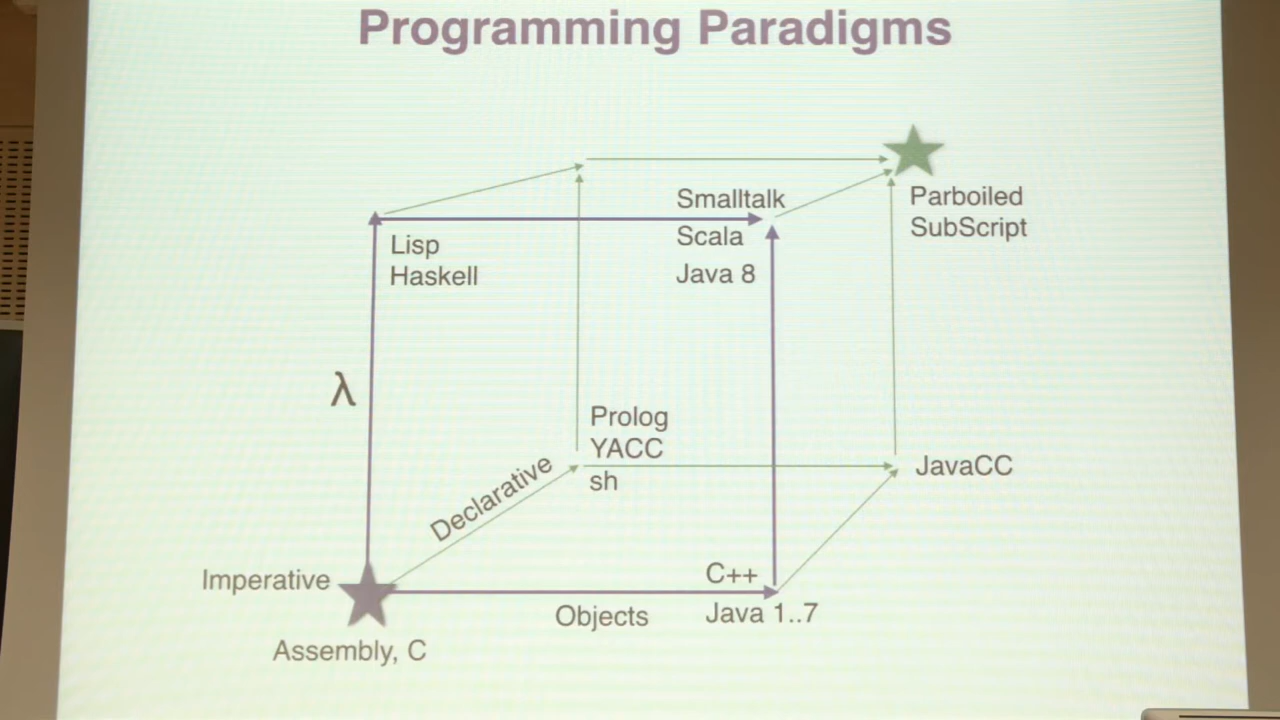 Programming Paradigms
Smalltalk
Scala
Java 8
Parboiled
SubScript
Lisp
Haskell
λ
Prolog
YACC
sh
JavaCC
Declarative
Imperative
C++
Objects
Java 1..7
Assembly, C